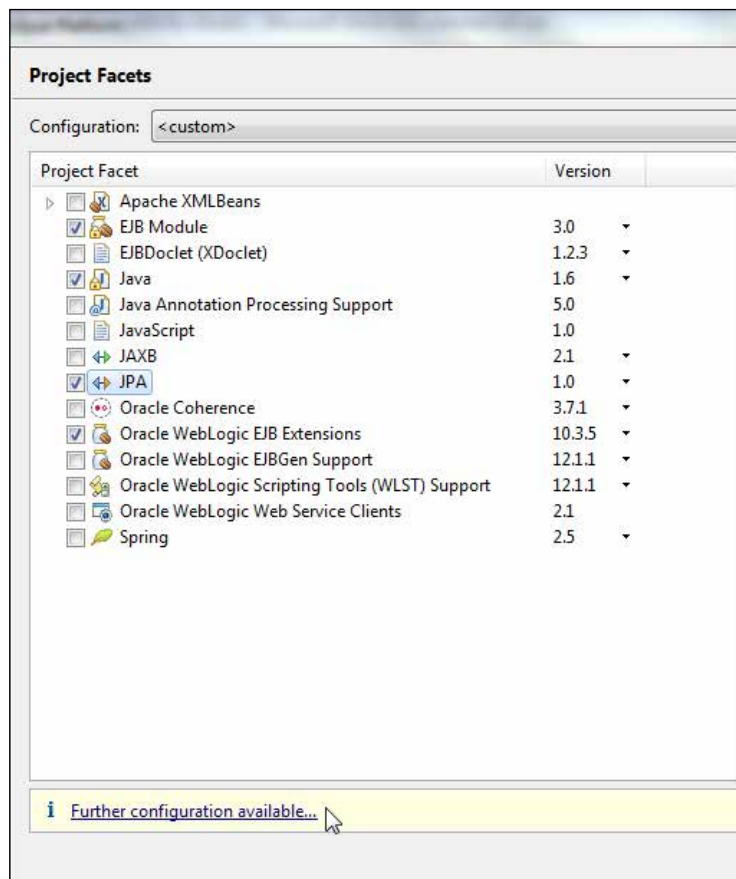 Project Facets
Configuration: <custom>
Project Facet Version
Apache XMLBeans
EJB Module 3.0
EJBDoclet (XDoclet) 1.2.3
Java 1.6
Java Annotation Processing Support 5.0
JavaScript 1.0
JAXB 2.1
JPA 1.0
Oracle Coherence 3.7.1
Oracle WebLogic EJB Extensions 10.3.5
Oracle WebLogic EJBGen Support 12.1.1
Oracle WebLogic Scripting Tools (WLST) Support 12.1.1
Oracle WebLogic Web Service Clients 2.1
Spring 2.5
i Further configuration available...